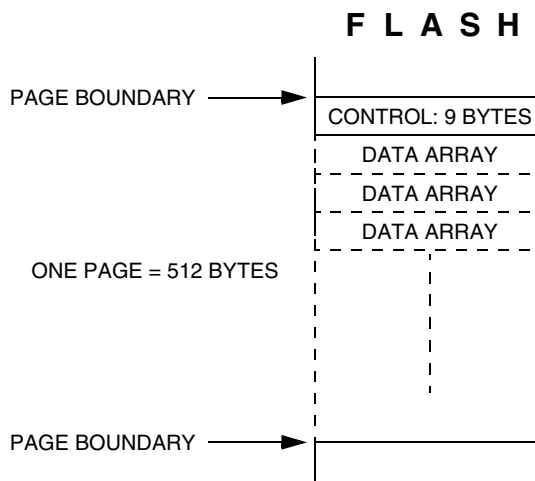 F L A S H
PAGE BOUNDARY
CONTROL: 9 BYTES
DATA ARRAY
DATA ARRAY
DATA ARRAY
ONE PAGE = 512 BYTES
PAGE BOUNDARY